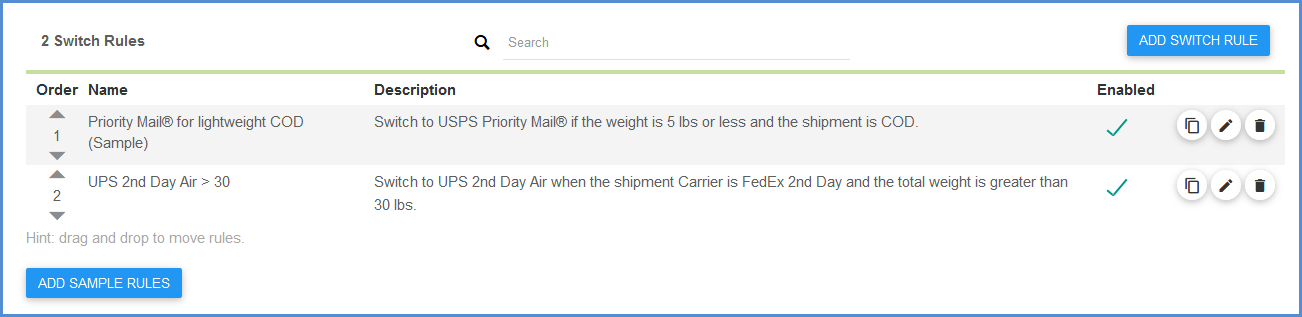 2 Switch Rules
Search
ADD SWITCH RULE
Order Name Description Enabled
1 Priority Mail® for lightweight COD
(Sample)
Switch to USPS Priority Mail® if the weight is 5 lbs or less and the shipment is COD.
2 UPS 2nd Day Air > 30
Switch to UPS 2nd Day Air when the shipment Carrier is FedEx 2nd Day and the total weight is greater than
30 lbs.
Hint: drag and drop to move rules.
ADD SAMPLE RULES